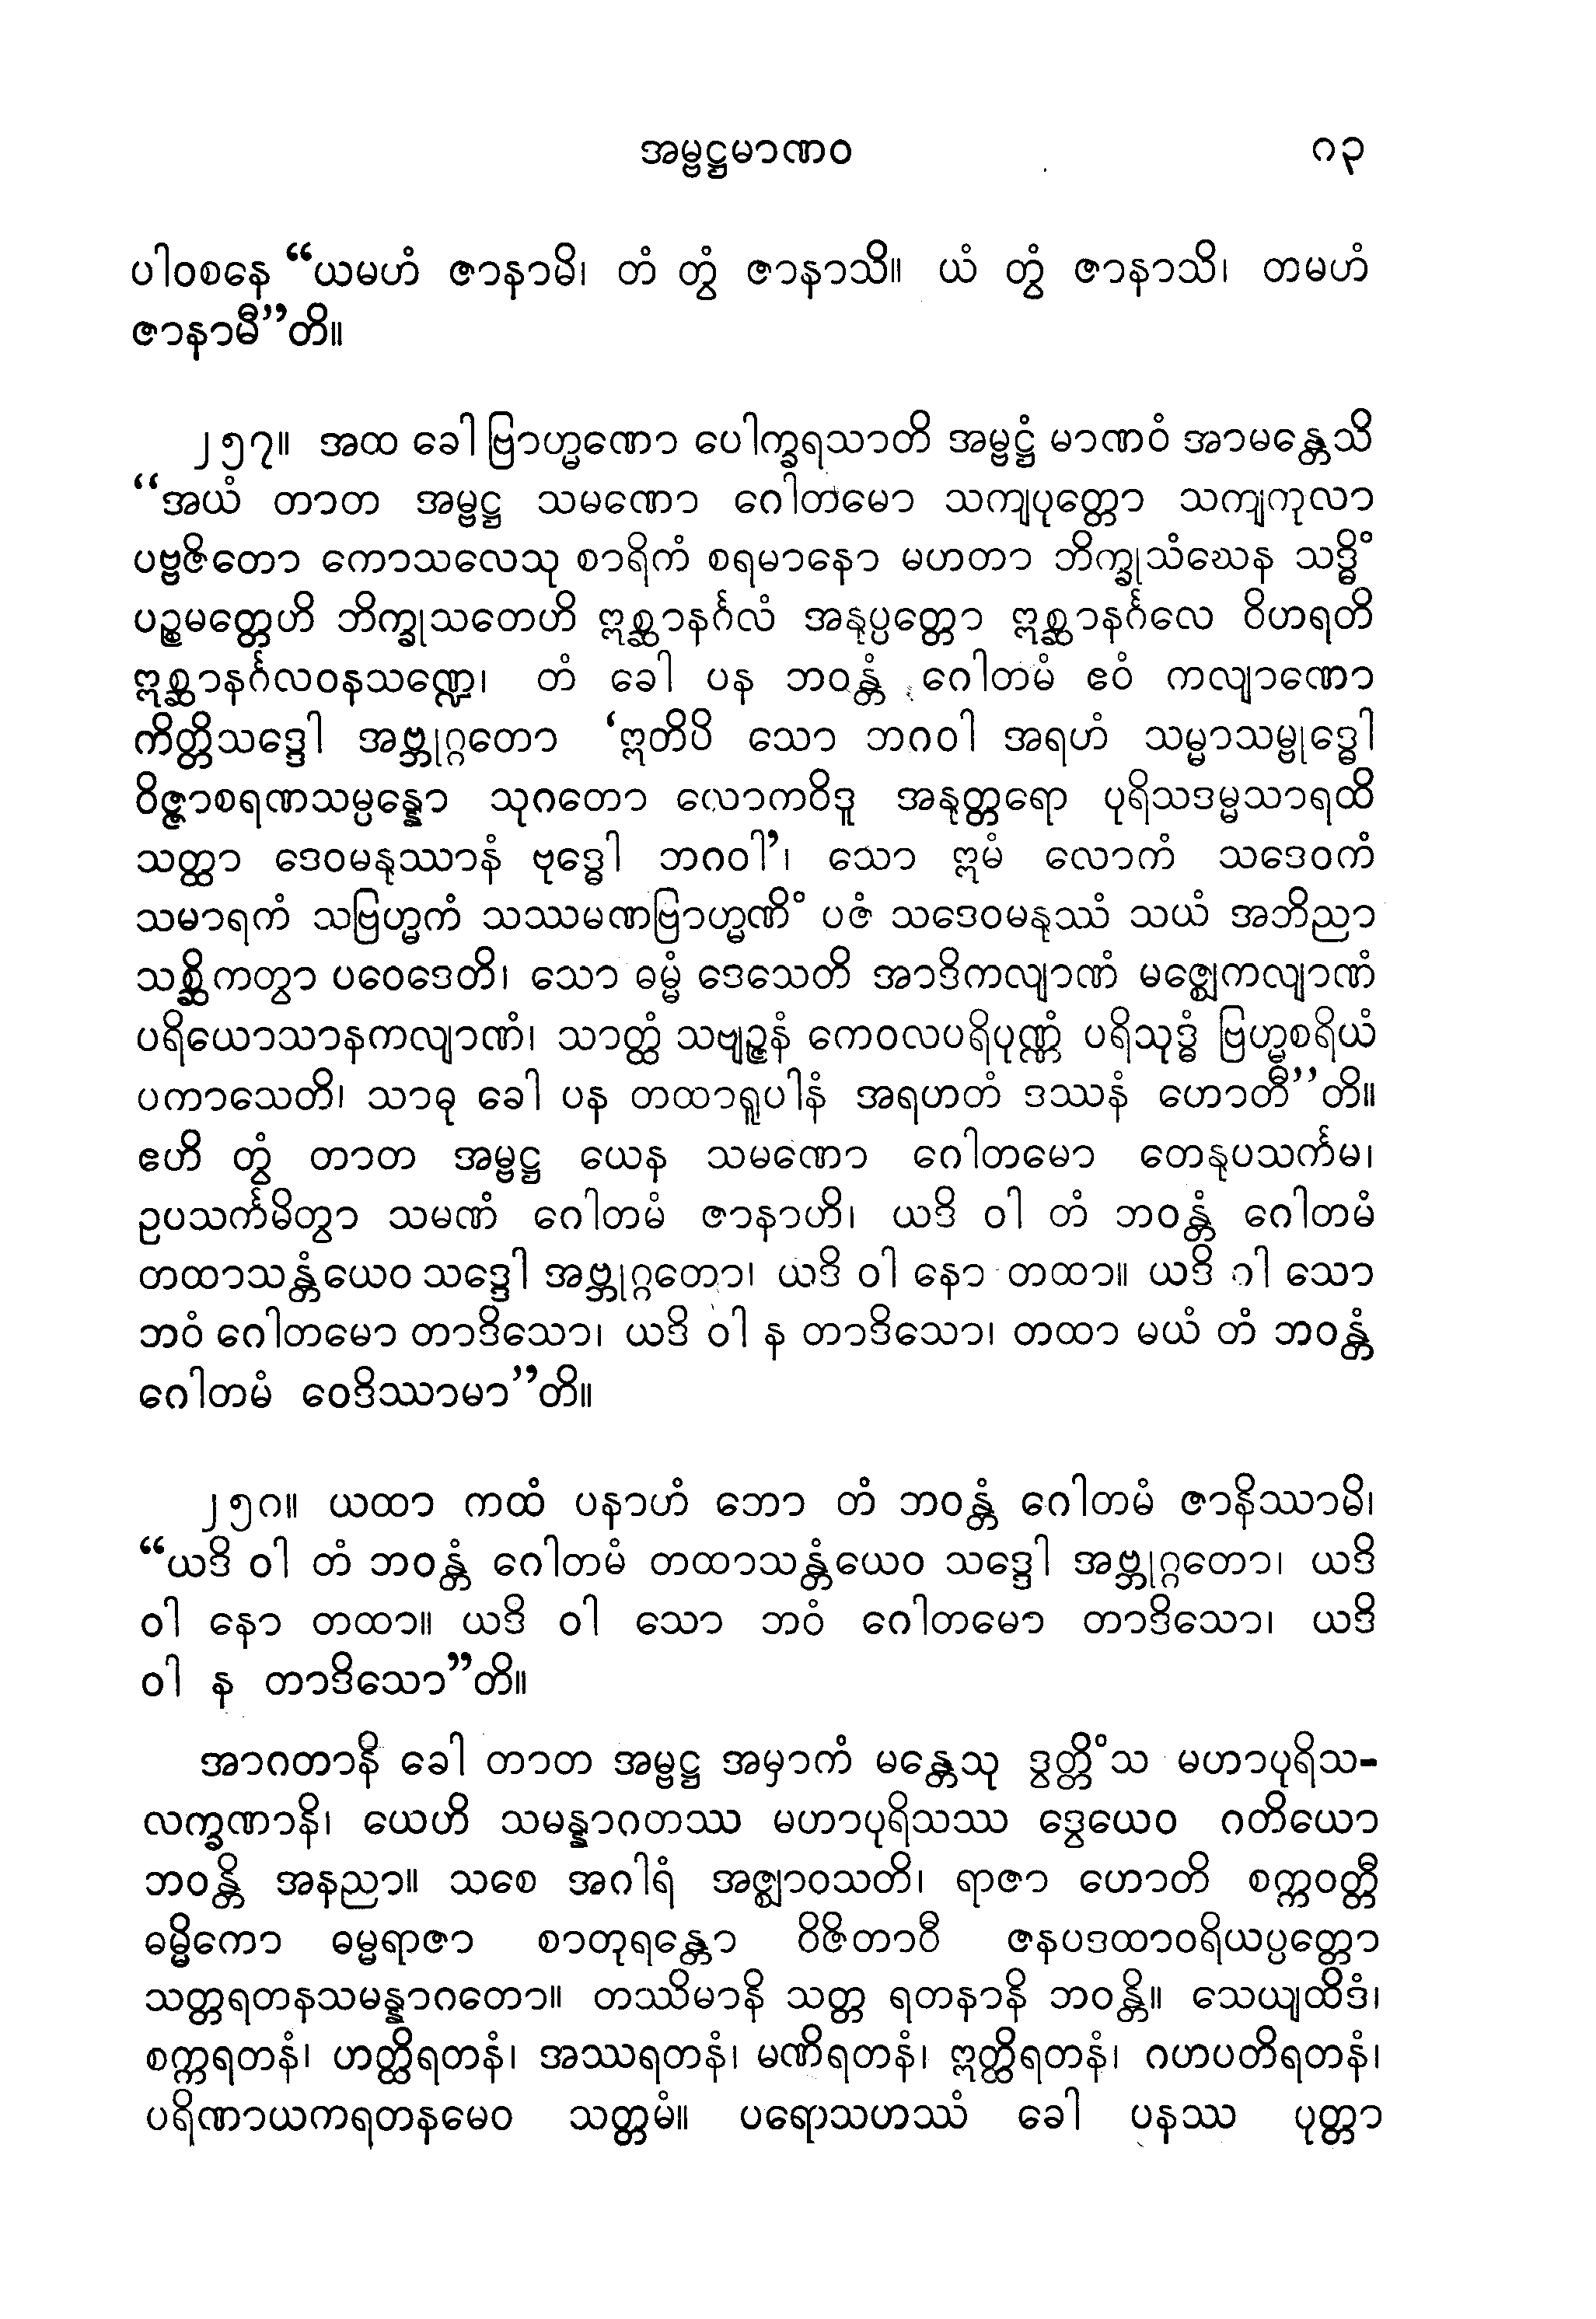 အမ္ဗဋ္ဌမာဏဝ ၈၃
ပါဝစနေ “ယမဟံ ဇာနာမိ၊ တံ တွံ ဇာနာသိ။ ယံ တွံ ဇာနာသိ၊ တမဟံ
ဇာနာမီ”တိ။
၂၅၇။ အထ ခေါ ဗြာဟ္မဏော ပေါက္ခရသာတိ အမ္ဗဋ္ဌံ မာဏဝံ အာမန္တေသိ
“အယံ တာတ အမ္ဗဋ္ဌ သမဏော ဂေါတမော သကျပုတ္တော သကျကုလာ
ပဗ္ဗဇိတော ကောသလေသု စာရိကံ စရမာနော မဟတာ ဘိက္ခုသံဃေန သဒ္ဓိံ
ပဉ္စမတ္တေဟိ ဘိက္ခုသတေဟိ ဣစ္ဆာနင်္ဂလံ အနုပ္ပတ္တော ဣစ္ဆာနင်္ဂလေ ဝိဟရတိ
ဣစ္ဆာနင်္ဂလဝနသဏ္ဍေ၊ တံ ခေါ ပန ဘဝန္တံ ဂေါတမံ ဧဝံ ကလျာဏော
ကိတ္တိသဒ္ဒေါ အဗ္ဘုဂ္ဂတော ‘ဣတိပိ သော ဘဂဝါ အရဟံ သမ္မာသမ္ဗုဒ္ဓေါ
ဝိဇ္ဇာစရဏသမ္ပန္နော သုဂတော လောကဝိဒူ အနုတ္တရော ပုရိသဒမ္မသာရထိ
သတ္ထာ ဒေဝမနုဿာနံ ဗုဒ္ဓေါ ဘဂဝါ’၊ သော ဣမံ လောကံ သဒေဝကံ
သမာရကံ သဗြဟ္မကံ သဿမဏဗြာဟ္မဏိံ ပဇံ သဒေဝမနုဿံ သယံ အဘိညာ
သစ္ဆိကတွာ ပဝေဒေတိ၊ သော ဓမ္မံ ဒေသေတိ အာဒိကလျာဏံ မဇ္ဈေကလျာဏံ
ပရိယောသာနကလျာဏံ၊ သာတ္ထံ သဗျဉ္ဇနံ ကေဝလပရိပုဏ္ဏံ ပရိသုဒ္ဓံ ဗြဟ္မစရိယံ
ပကာသေတိ၊ သာဓု ခေါ ပန တထာရူပါနံ အရဟတံ ဒဿနံ ဟောတီ”တိ။
ဧဟိ တွံ တာတ အမ္ဗဋ္ဌ ယေန သမဏော ဂေါတမော တေနုပသင်္ကမ၊
ဥပသင်္ကမိတွာ သမဏံ ဂေါတမံ ဇာနာဟိ၊ ယဒိ ဝါ တံ ဘဝန္တံ ဂေါတမံ
တထာသန္တံယေဝ သဒ္ဒေါ အဗ္ဘုဂ္ဂတော၊ ယဒိ ဝါ နော တထာ။ ယဒိ ဝါ သော
ဘဝံ ဂေါတမော တာဒိသော၊ ယဒိ ဝါ န တာဒိသော၊ တထာ မယံ တံ ဘဝန္တံ
ဂေါတမံ ဝေဒိဿာမာ”တိ။
၂၅၈။ ယထာ ကထံ ပနာဟံ ဘော တံ ဘဝန္တံ ဂေါတမံ ဇာနိဿာမိ၊
“ယဒိ ဝါ တံ ဘဝန္တံ ဂေါတမံ တထာသန္တံယေဝ သဒ္ဒေါ အဗ္ဘုဂ္ဂတော၊ ယဒိ
ဝါ နော တထာ။ ယဒိ ဝါ သော ဘဝံ ဂေါတမော တာဒိသော၊ ယဒိ
ဝါ န တာဒိသော”တိ။
အာဂတာနိ ခေါ တာတ အမ္ဗဋ္ဌ အမှာကံ မန္တေသု ဒွတ္တိံသ မဟာပုရိသ-
လက္ခဏာနိ၊ ယေဟိ သမန္နာဂတဿ မဟာပုရိသဿ ဒွေယေဝ ဂတိယော
ဘဝန္တိ အနညာ။ သစေ အဂါရံ အဇ္ဈာဝသတိ၊ ရာဇာ ဟောတိ စက္ကဝတ္တီ
ဓမ္မိကော ဓမ္မရာဇာ စာတုရန္တော ဝိဇိတာဝီ ဇနပဒထာဝရိယပ္ပတ္တော
သတ္တရတနသမန္နာဂတော။ တဿိမာနိ သတ္တ ရတနာနိ ဘဝန္တိ။ သေယျထိဒံ၊
စက္ကရတနံ၊ ဟတ္ထိရတနံ၊ အဿရတနံ၊ မဏိရတနံ၊ ဣတ္ထိရတနံ၊ ဂဟပတိရတနံ၊
ပရိဏာယကရတနမေဝ သတ္တမံ။ ပရောသဟဿံ ခေါ ပနဿ ပုတ္တာ